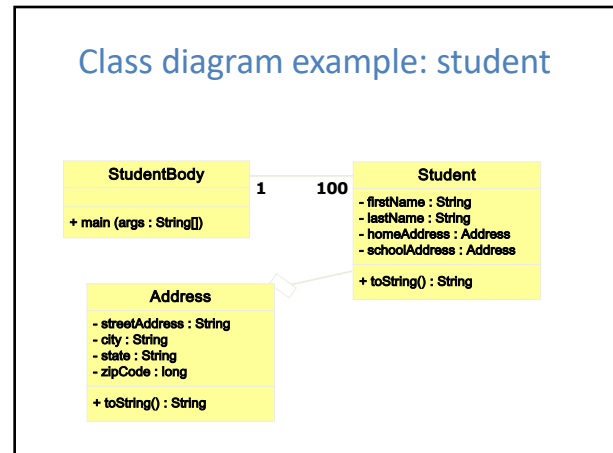 Class diagram example: student
StudentBody
+ main (args : String[])
1 100
Student
- firstName : String
- lastName : String
- homeAddress : Address
- schoolAddress : Address
+ toString() : String
Address
- streetAddress : String
- city : String
- state : String
- zipCode : long
+ toString() : String